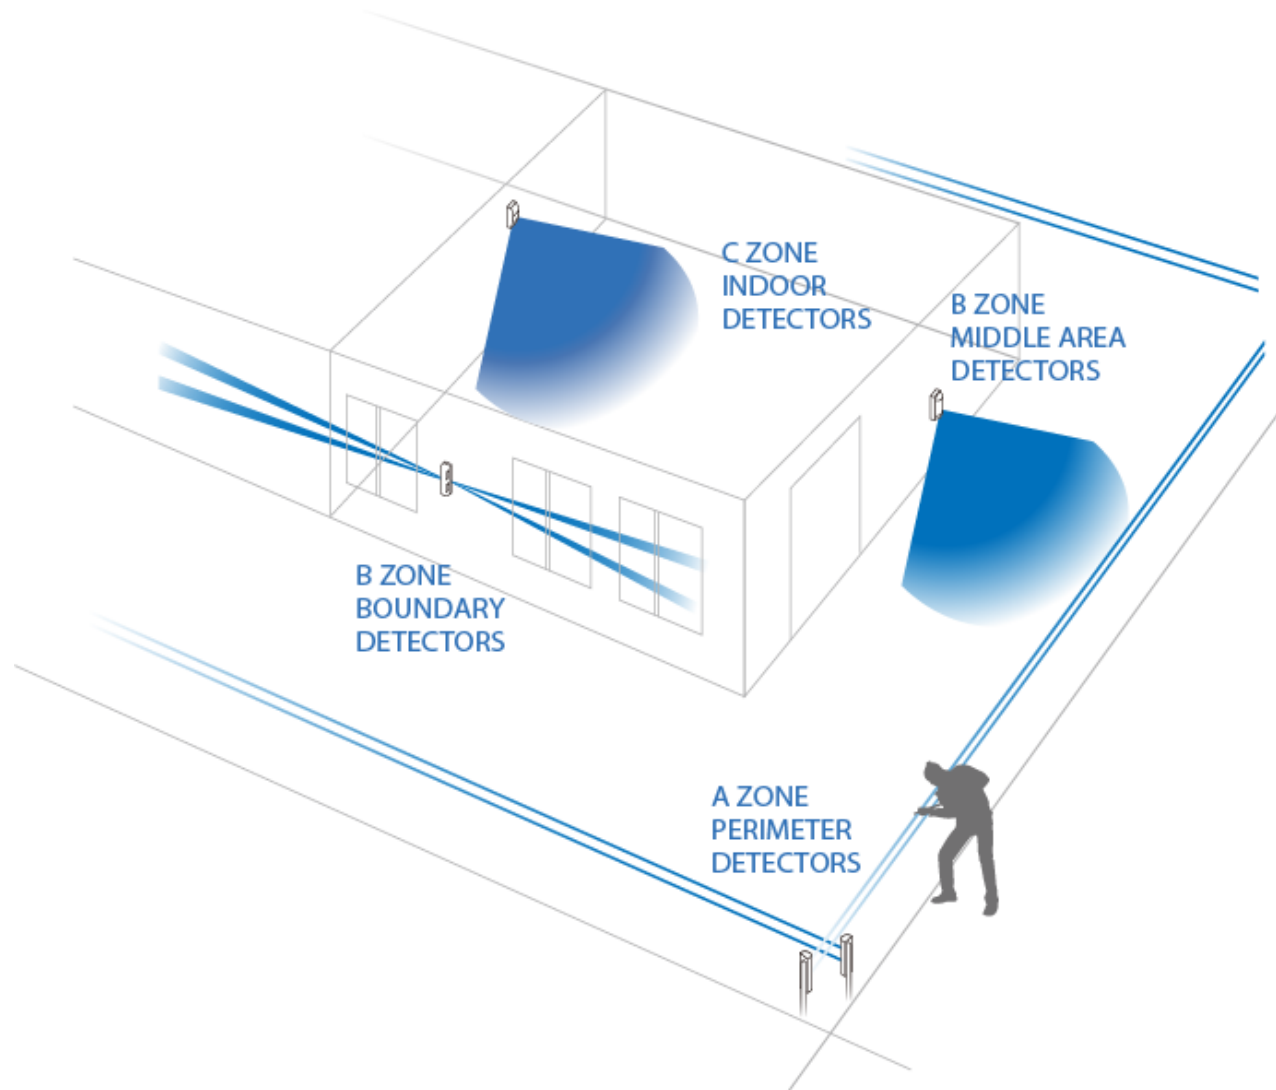 C ZONE
INDOOR
DETECTORS
B ZONE
MIDDLE AREA
DETECTORS
B ZONE
BOUNDARY
DETECTORS
A ZONE
PERIMETER
DETECTORS